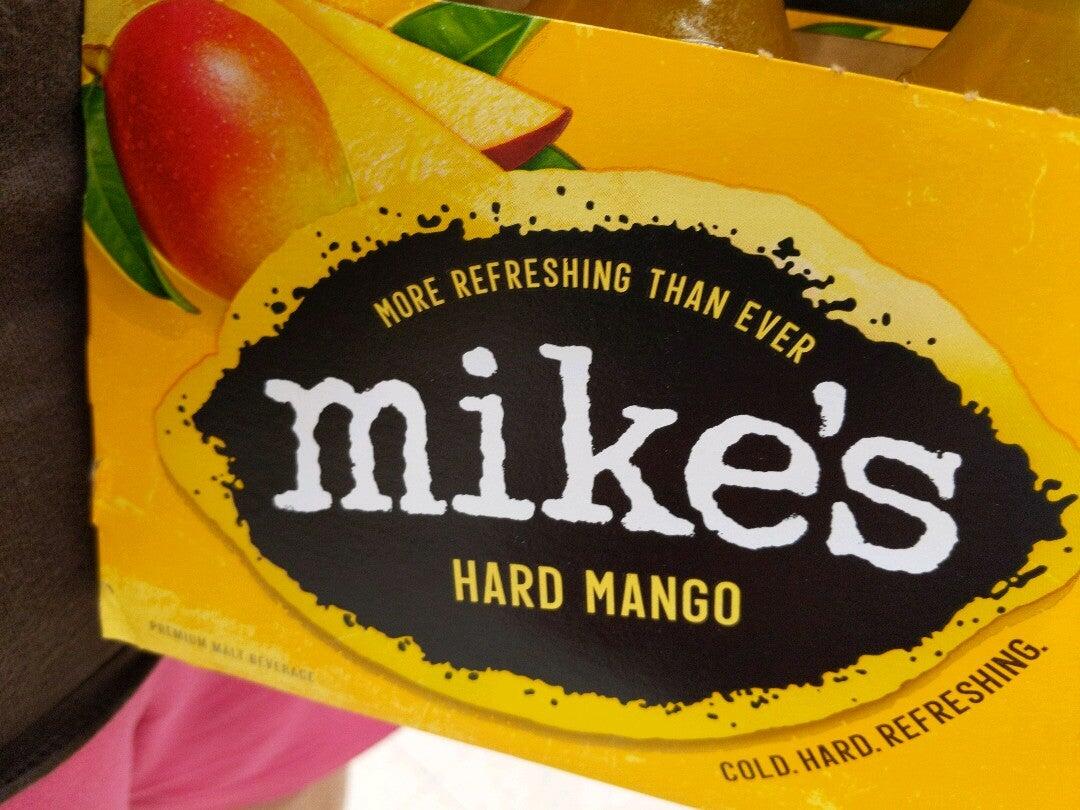 MORE REFRESHING THAN EVER
mike's
HARD MANGO
PREMIUM MALT BEVERAGE
COLD. HARD. REFRESHING.